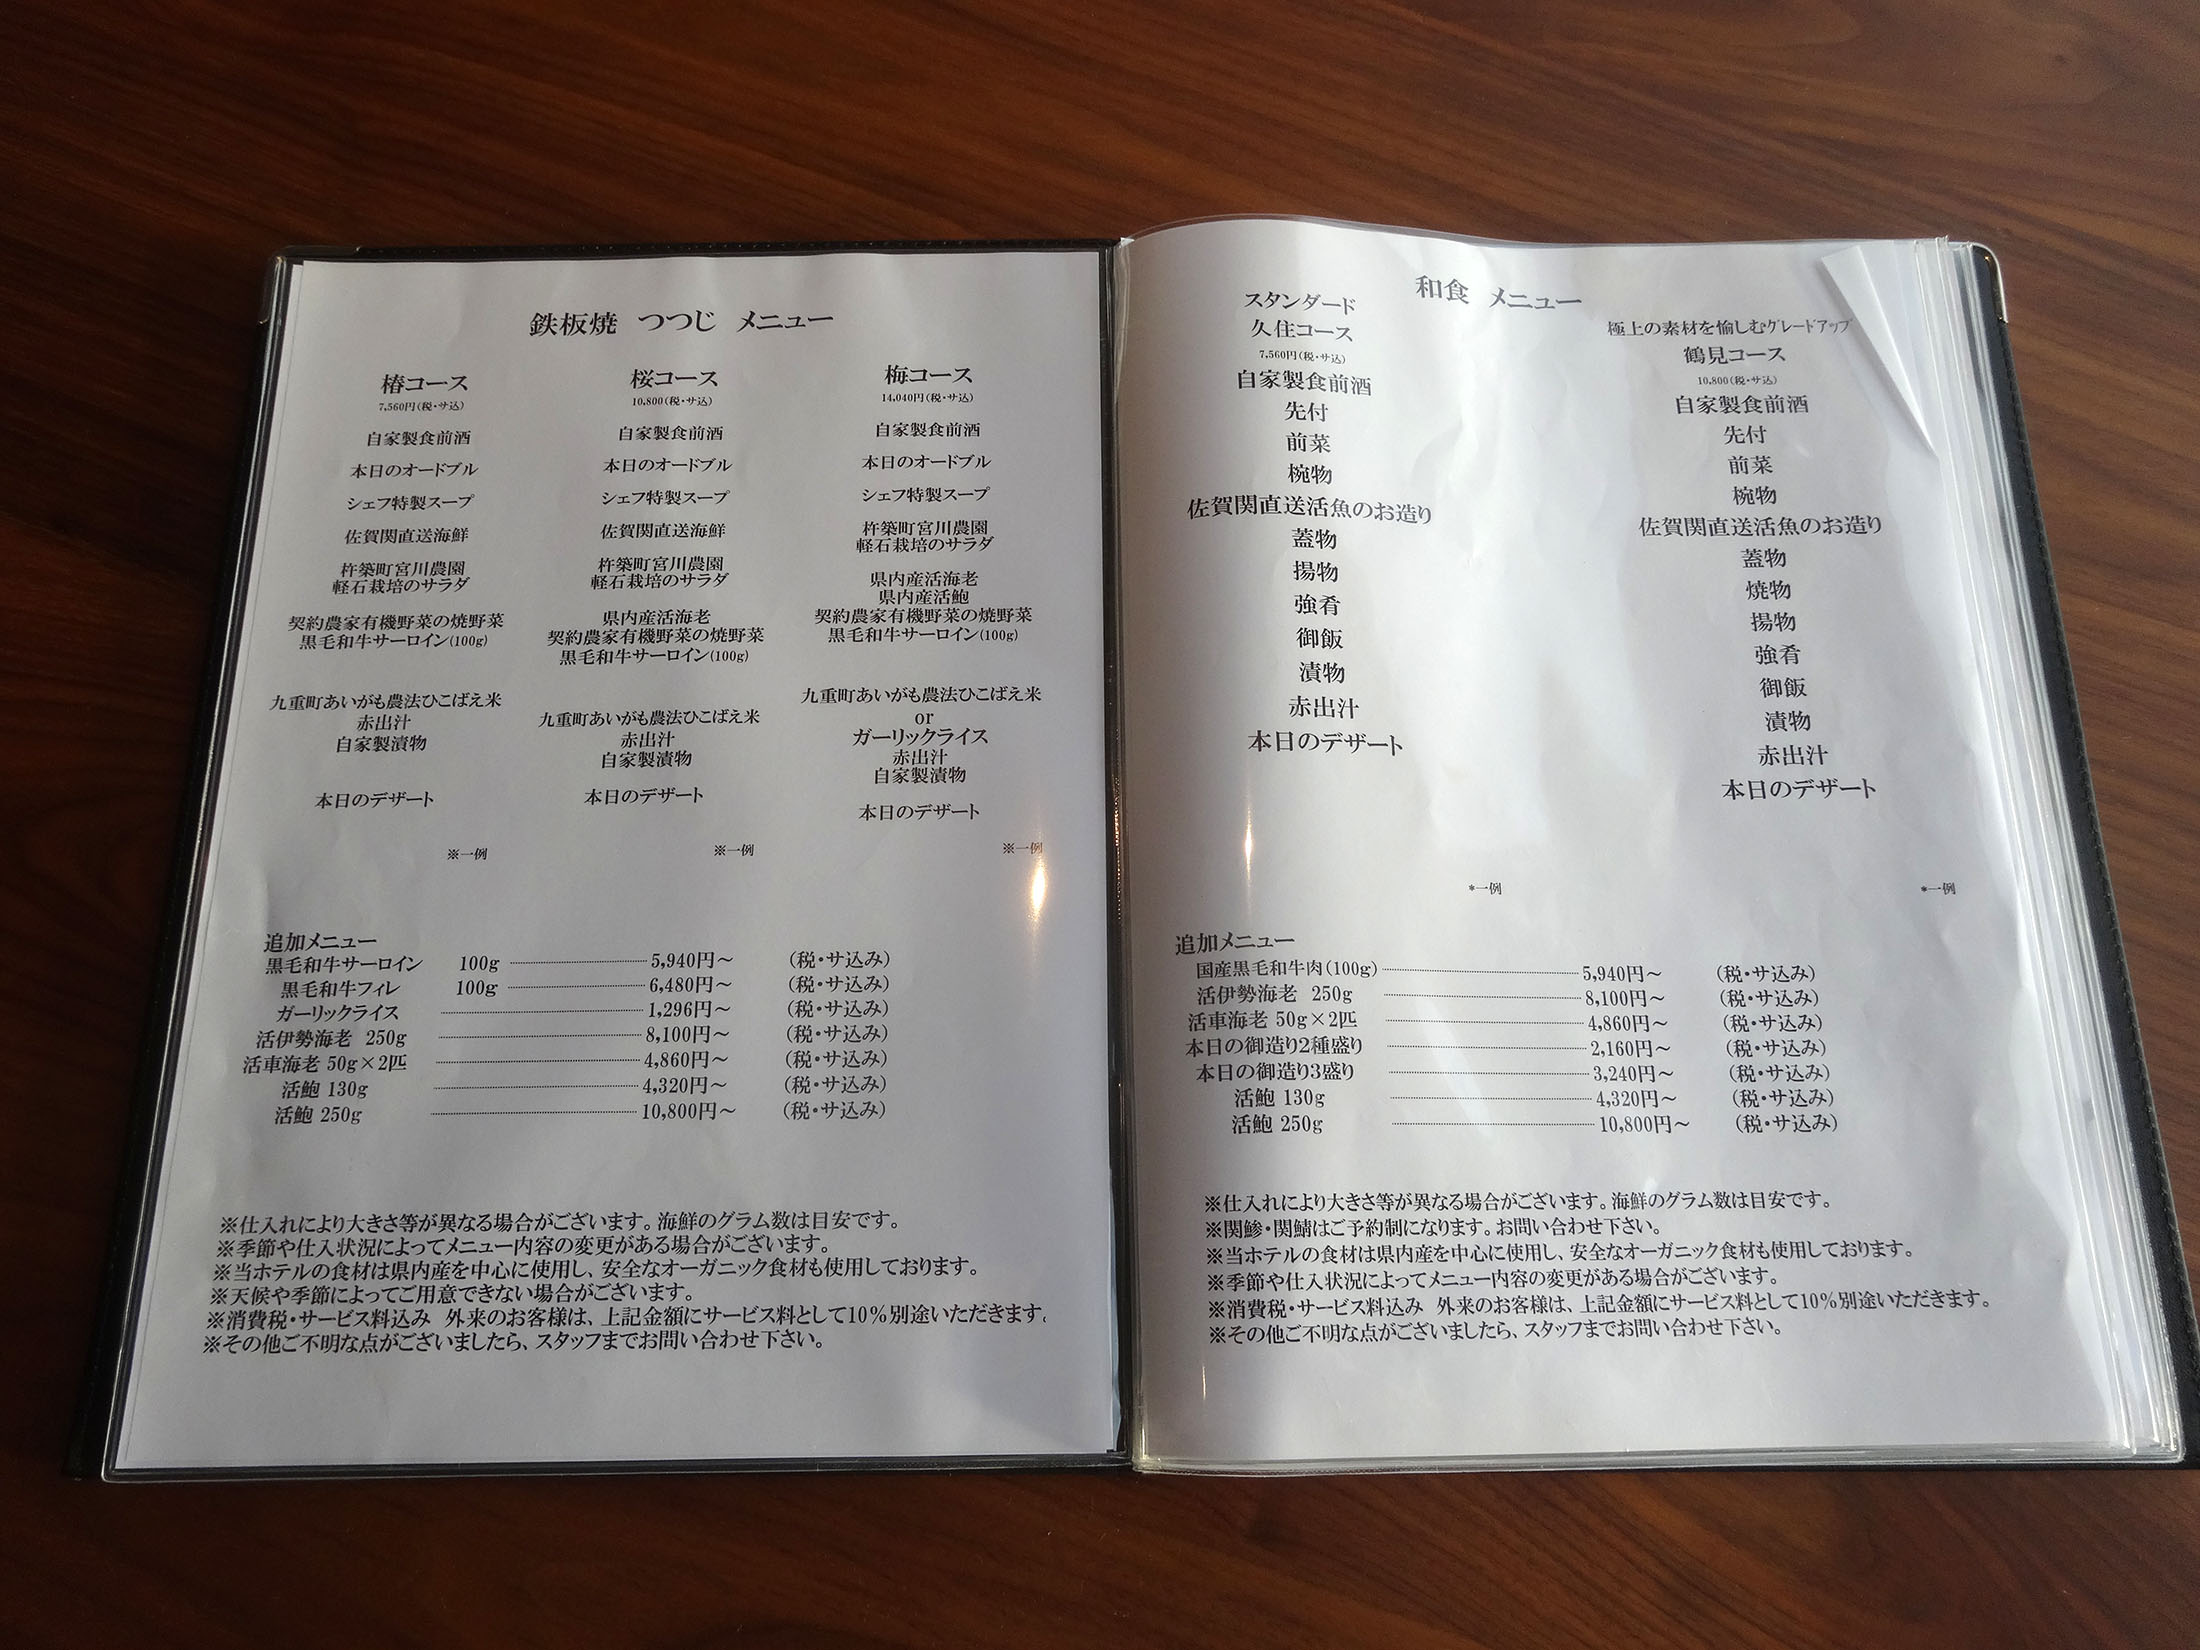 鉄板焼 つつじ メニュー
椿コース
7,560円(税・サ込)
自家製食前酒
本日のオードブル
シェフ特製スープ
佐賀関直送海鮮
杵築町宮川農園
軽石栽培のサラダ
契約農家有機野菜の焼野菜
黒毛和牛サーロイン(100g)
九重町あいがも農法ひこばえ米
赤出汁
自家製漬物
本日のデザート
※一例
桜コース
10,800(税・サ込)
自家製食前酒
本日のオードブル
シェフ特製スープ
佐賀関直送海鮮
杵築町宮川農園
軽石栽培のサラダ
県内産活海老
契約農家有機野菜の焼野菜
黒毛和牛サーロイン(100g)
九重町あいがも農法ひこばえ米
赤出汁
自家製漬物
本日のデザート
※一例
梅コース
14,040円(税・サ込)
自家製食前酒
本日のオードブル
シェフ特製スープ
杵築町宮川農園
軽石栽培のサラダ
県内産活海老
県内産活鮑
契約農家有機野菜の焼野菜
黒毛和牛サーロイン(100g)
九重町あいがも農法ひこばえ米
or
ガーリックライス
赤出汁
自家製漬物
本日のデザート
※一例
追加メニュー
黒毛和牛サーロイン 100g 5,940円～ (税・サ込み)
黒毛和牛フィレ 100g 6,480円～ (税・サ込み)
ガーリックライス 1,296円～ (税・サ込み)
活伊勢海老 250g 8,100円～ (税・サ込み)
活車海老 50g×2匹 4,860円～ (税・サ込み)
活鮑 130g 4,320円～ (税・サ込み)
活鮑 250g 10,800円～ (税・サ込み)
※仕入れにより大きさ等が異なる場合がございます。海鮮のグラム数は目安です。
※季節や仕入状況によってメニュー内容の変更がある場合がございます。
※当ホテルの食材は県内産を中心に使用し、安全なオーガニック食材も使用しております。
※天候や季節によってご用意できない場合がございます。
※消費税・サービス料込み 外来のお客様は、上記金額にサービス料として10%別途いただきます。
※その他ご不明な点がございましたら、スタッフまでお問い合わせ下さい。
和食 メニュー
スタンダード
久住コース
7,560円(税・サ込)
自家製食前酒
先付
前菜
椀物
佐賀関直送活魚のお造り
蓋物
揚物
強肴
御飯
漬物
赤出汁
本日のデザート
*一例
極上の素材を愉しむグレードアップ
鶴見コース
10,800(税・サ込)
自家製食前酒
先付
前菜
椀物
佐賀関直送活魚のお造り
蓋物
焼物
揚物
強肴
御飯
漬物
赤出汁
本日のデザート
*一例
追加メニュー
国産黒毛和牛肉(100g) 5,940円～ (税・サ込み)
活伊勢海老 250g 8,100円～ (税・サ込み)
活車海老 50g×2匹 4,860円～ (税・サ込み)
本日の御造り2種盛り 2,160円～ (税・サ込み)
本日の御造り3盛り 3,240円～ (税・サ込み)
活鮑 130g 4,320円～ (税・サ込み)
活鮑 250g 10,800円～ (税・サ込み)
※仕入れにより大きさ等が異なる場合がございます。海鮮のグラム数は目安です。
※関鯵・関鯖はご予約制になります。お問い合わせ下さい。
※当ホテルの食材は県内産を中心に使用し、安全なオーガニック食材も使用しております。
※季節や仕入状況によってメニュー内容の変更がある場合がございます。
※消費税・サービス料込み 外来のお客様は、上記金額にサービス料として10%別途いただきます。
※その他ご不明な点がございましたら、スタッフまでお問い合わせ下さい。